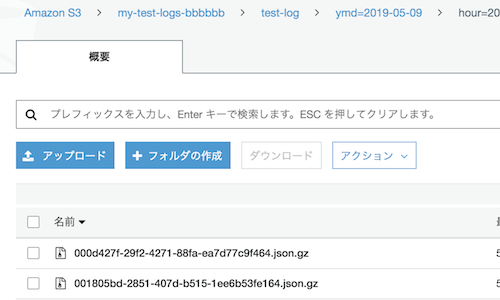 Amazon S3 > my-test-logs-bbbbbb > test-log > ymd=2019-05-09 > hour=20
概要
プレフィックスを入力し、Enter キーで検索します。ESC を押してクリアします。
アップロード + フォルダの作成 ダウンロード アクション
名前
000d427f-29f2-4271-88fa-ea7d77c9f464.json.gz
001805bd-2851-407d-b515-1ee6b53fe164.json.gz